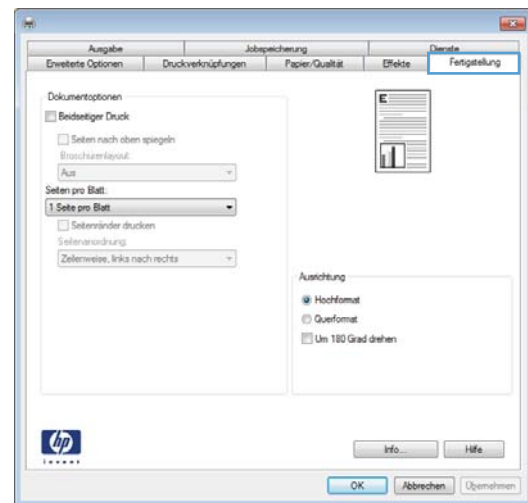 Ausgabe
Jobspeicherung
Dienste
Erweiterte Optionen
Druckverknüpfungen
Papier/Qualität
Effekte
Fertigstellung
Dokumentoptionen
Beidseitiger Druck
Seiten nach oben spiegeln
Broschürenlayout:
Aus
Seiten pro Blatt:
1 Seite pro Blatt
Seitenränder drucken
Seitenanordnung:
Zeilenweise, links nach rechts
E
Ausrichtung
Hochformat
Querformat
Um 180 Grad drehen
hp
invent
Info...
Hilfe
OK
Abbrechen
Übernehmen